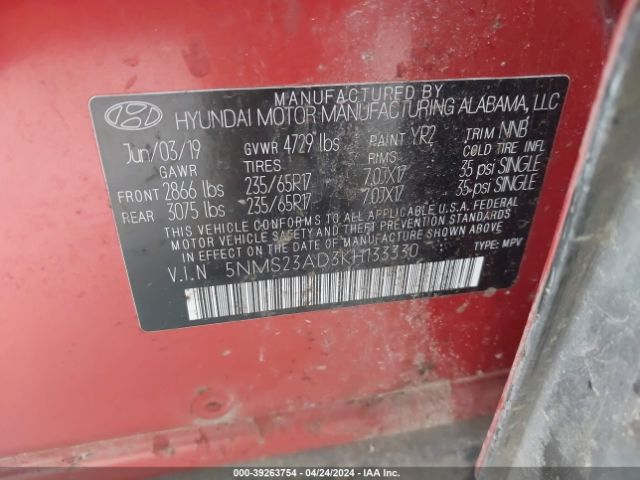 MANUFACTURED BY
HYUNDAI MOTOR MANUFACTURING ALABAMA, LLC
Jun/03/19 GVWR 4729 lbs PAINT YR2 TRIM NNB
GAWR TIRES RIMS COLD TIRE INFL
FRONT 2866 lbs 235/65R17 7.0JX17 35 psi SINGLE
REAR 3075 lbs 235/65R17 7.0JX17 35 psi SINGLE
THIS VEHICLE CONFORMS TO ALL APPLICABLE U.S.A. FEDERAL
MOTOR VEHICLE SAFETY, BUMPER, AND THEFT PREVENTION
STANDARDS IN EFFECT ON THE DATE OF MANUFACTURE SHOWN ABOVE.
V.I.N 5NMS23AD3KH133330 TYPE: MPV
000-39263754 - 04/24/2024 - IAA Inc.